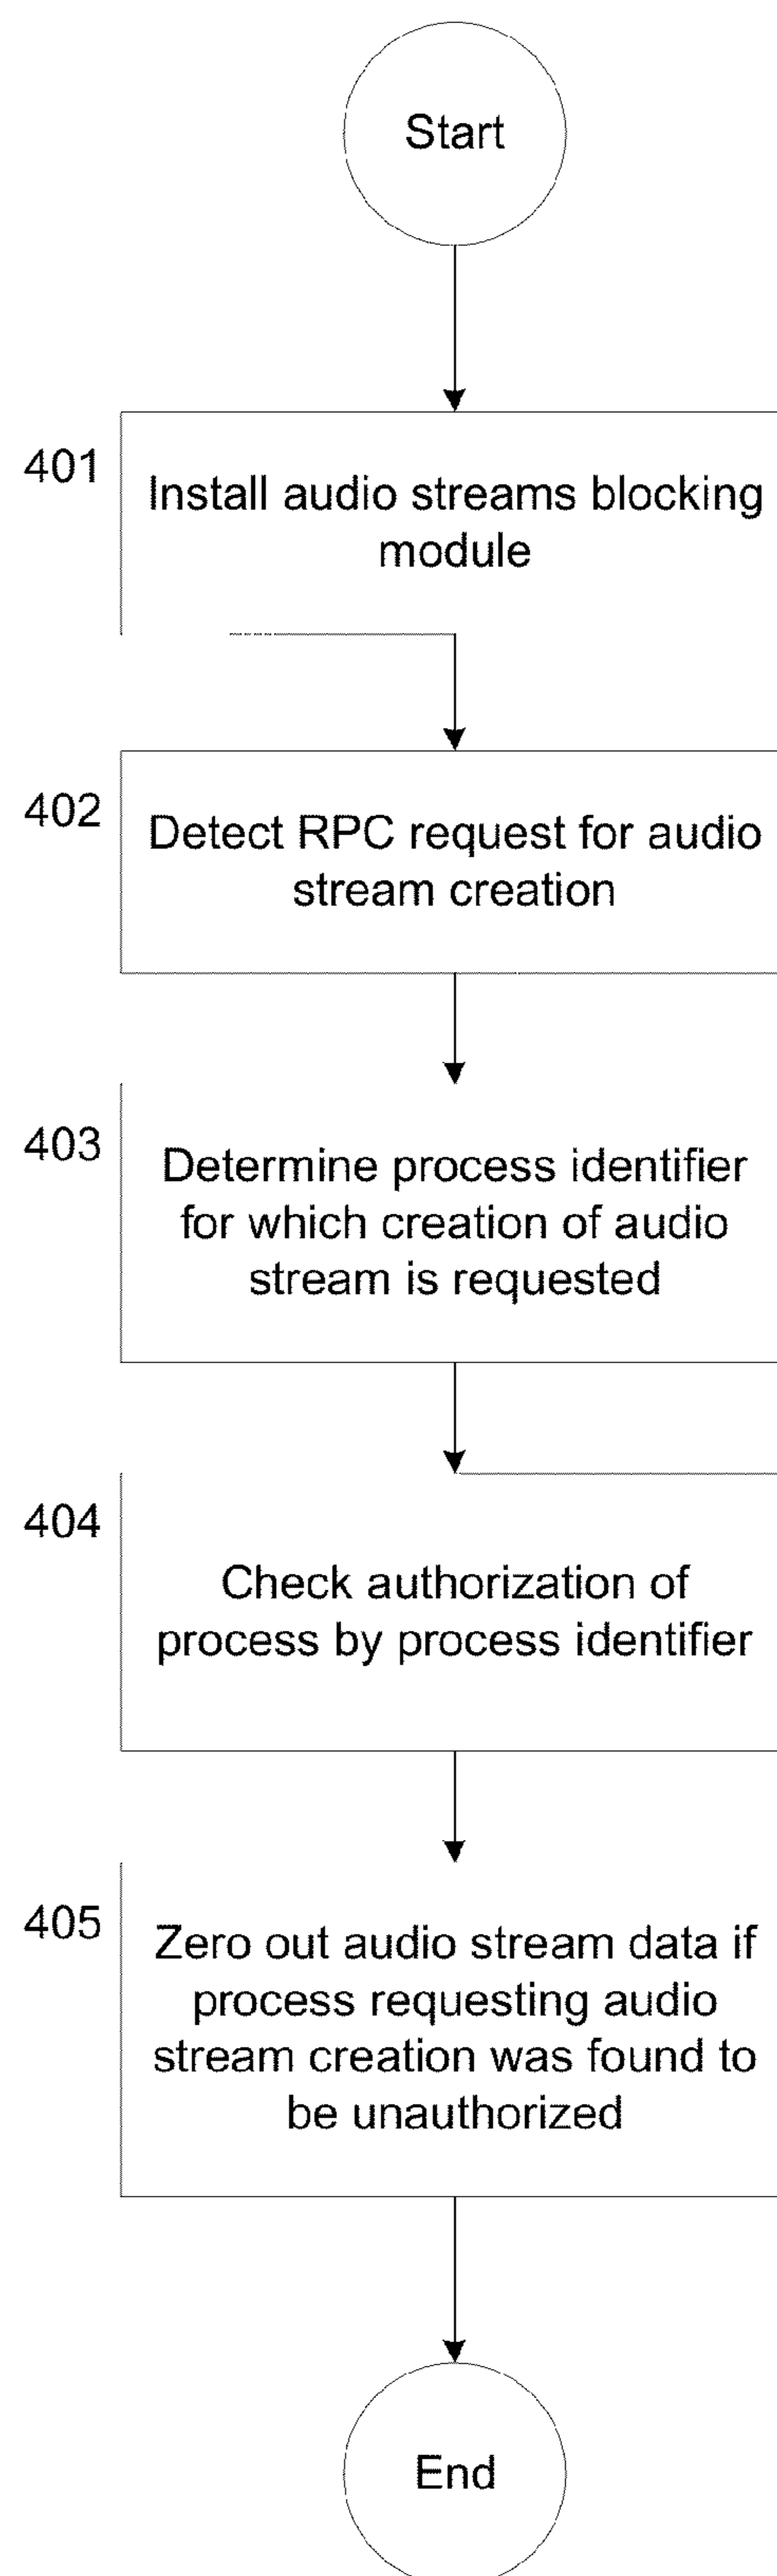 Start
401
Install audio streams blocking
module
402
Detect RPC request for audio
stream creation
403
Determine process identifier
for which creation of audio
stream is requested
404
Check authorization of
process by process identifier
405
Zero out audio stream data if
process requesting audio
stream creation was found to
be unauthorized
End